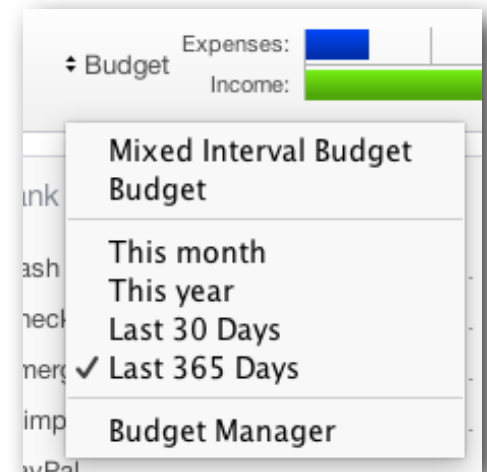 Expenses:
Budget
Income:
Mixed Interval Budget
Budget
This month
This year
Last 30 Days
✓ Last 365 Days
Budget Manager